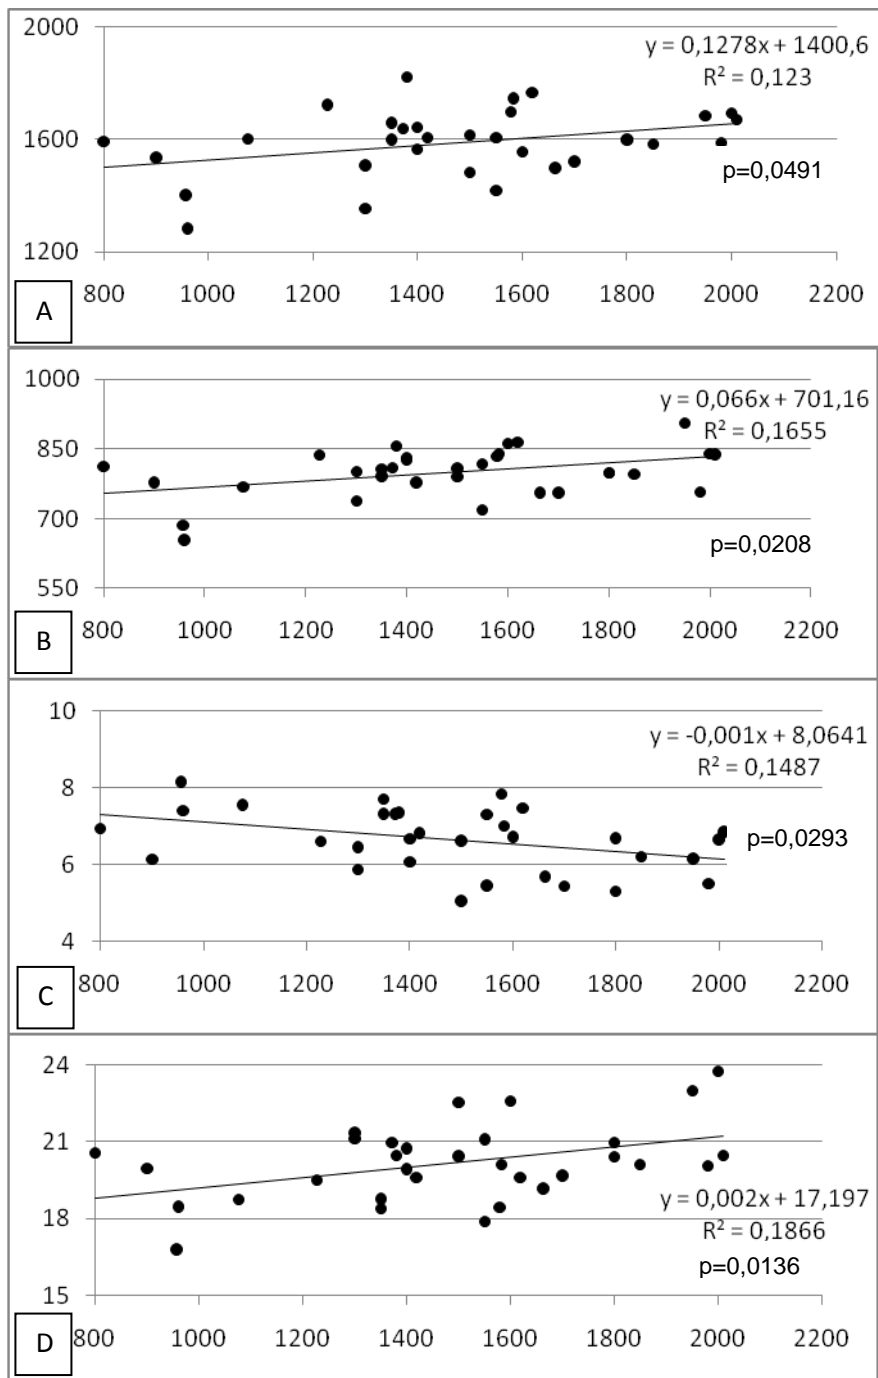 2000
y = 0,1278x + 1400,6
R² = 0,123
1600
p=0,0491
1200
800 1000 1200 1400 1600 1800 2000 2200
A
1000
y = 0,066x + 701,16
R² = 0,1655
850
700
p=0,0208
550
800 1000 1200 1400 1600 1800 2000 2200
B
10
y = -0,001x + 8,0641
R² = 0,1487
8
p=0,0293
6
4
800 1000 1200 1400 1600 1800 2000 2200
C
24
21
y = 0,002x + 17,197
18
R² = 0,1866
p=0,0136
15
800 1000 1200 1400 1600 1800 2000 2200
D